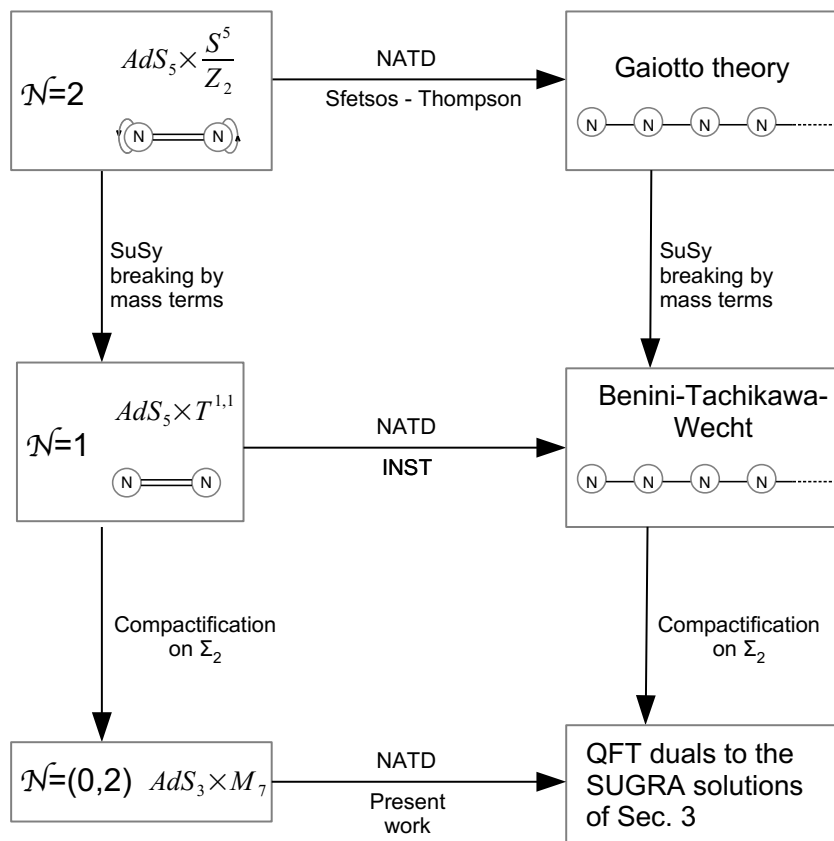 𝒩=2 AdS₅×S⁵/Z₂
N N
NATD
Sfetsos - Thompson
Gaiotto theory
N N N N
SuSy
breaking by
mass terms
SuSy
breaking by
mass terms
𝒩=1 AdS₅×T¹,¹
N N
NATD
INST
Benini-Tachikawa-
Wecht
N N N N
Compactification
on Σ₂
Compactification
on Σ₂
𝒩=(0,2) AdS₃×M₇
NATD
Present
work
QFT duals to the
SUGRA solutions
of Sec. 3